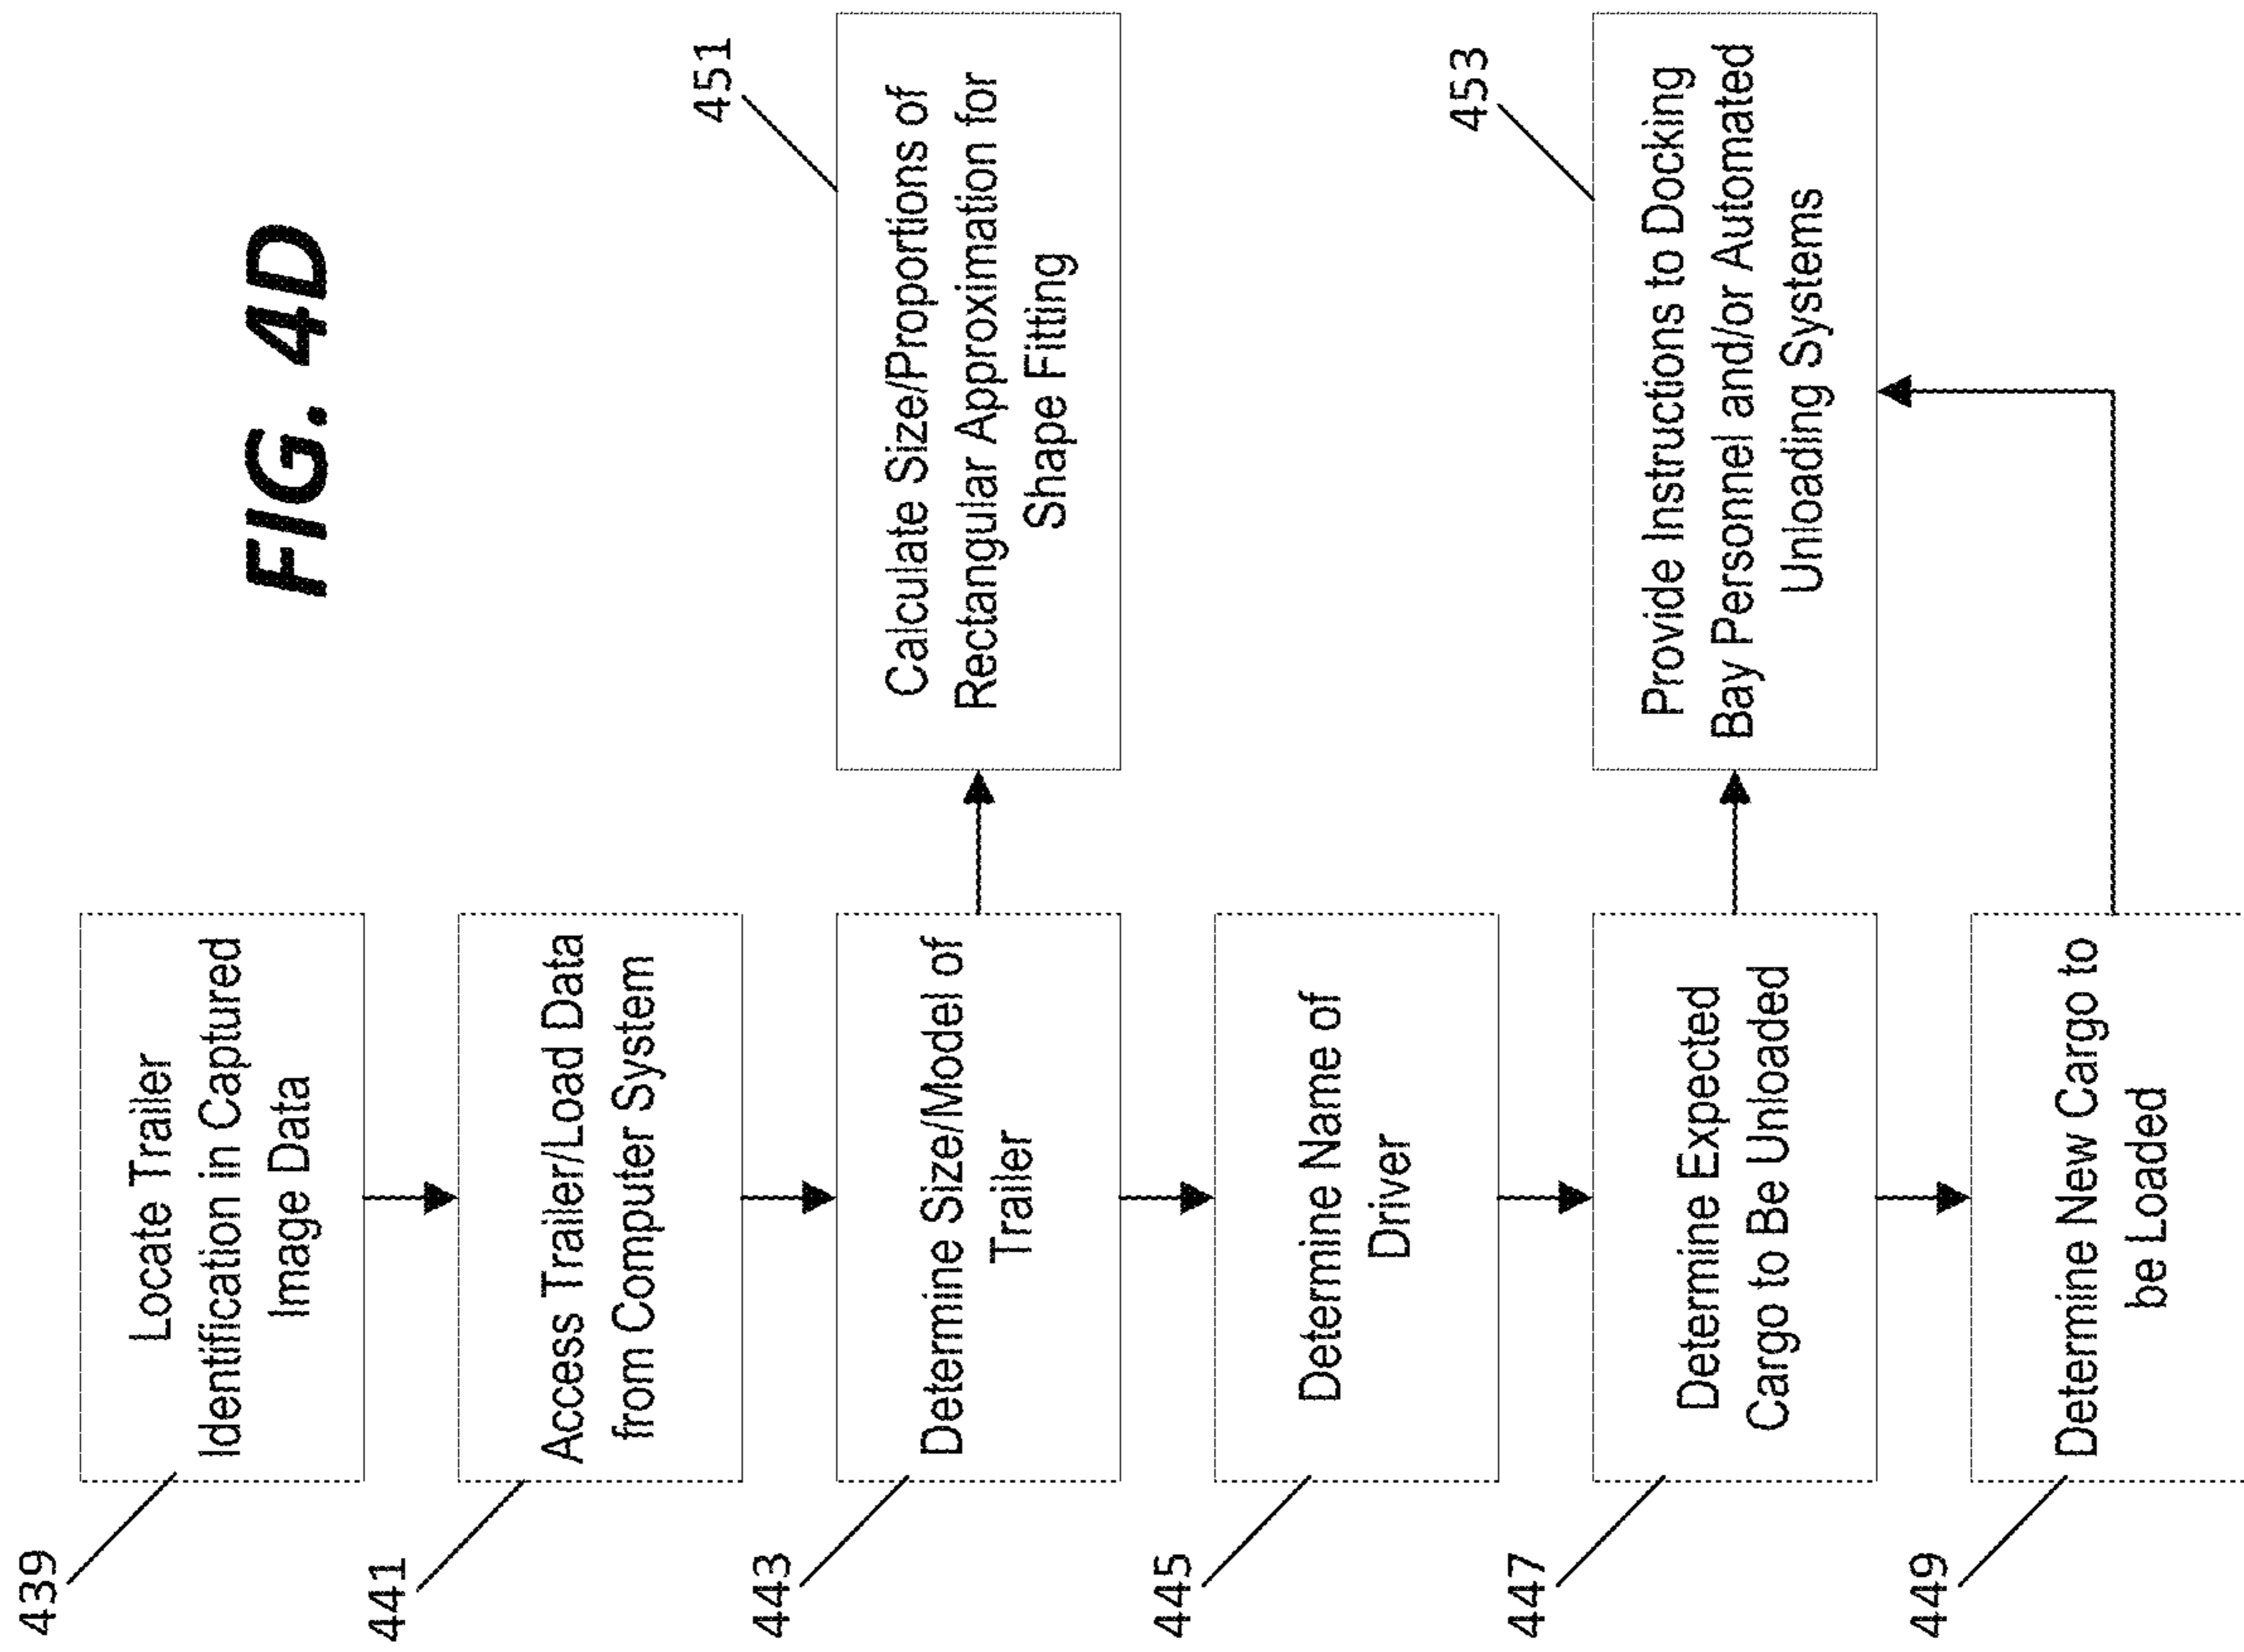 FIG. 4D
439
Locate Trailer
Identification in Captured
Image Data
441
Access Trailer/Load Data
from Computer System
443
Determine Size/Model of
Trailer
451
Calculate Size/Proportions of
Rectangular Approximation for
Shape Fitting
445
Determine Name of
Driver
447
Determine Expected
Cargo to Be Unloaded
453
Provide Instructions to Docking
Bay Personnel and/or Automated
Unloading Systems
449
Determine New Cargo to
be Loaded